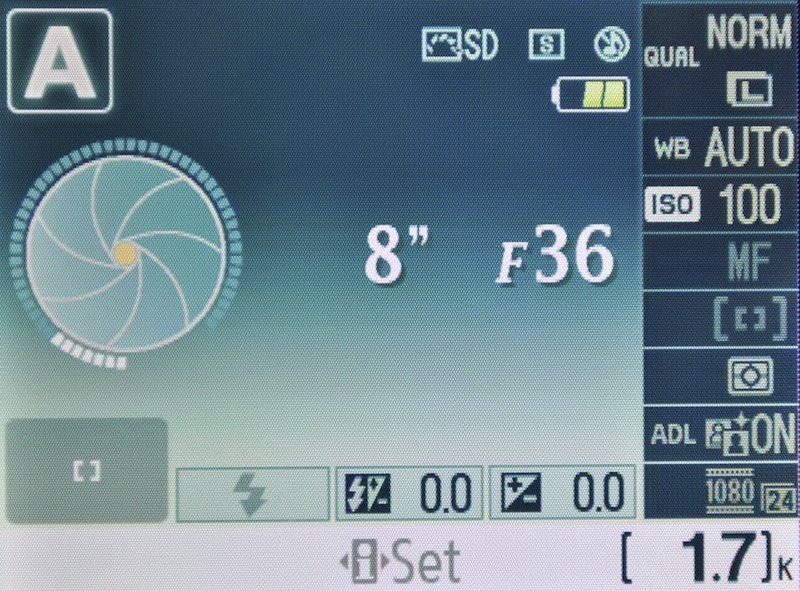 A
SD S
8” F36
0.0 0.0
Set
[1.7]K
QUAL NORM
L
WB AUTO
ISO 100
MF
ADL ON
1080 24